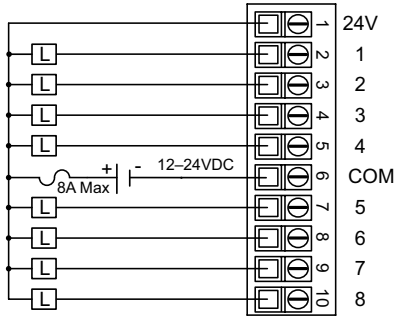 1 24V
L 2 1
L 3 2
L 4 3
L 5 4
8A Max + - 12–24VDC 6 COM
L 7 5
L 8 6
L 9 7
L 10 8